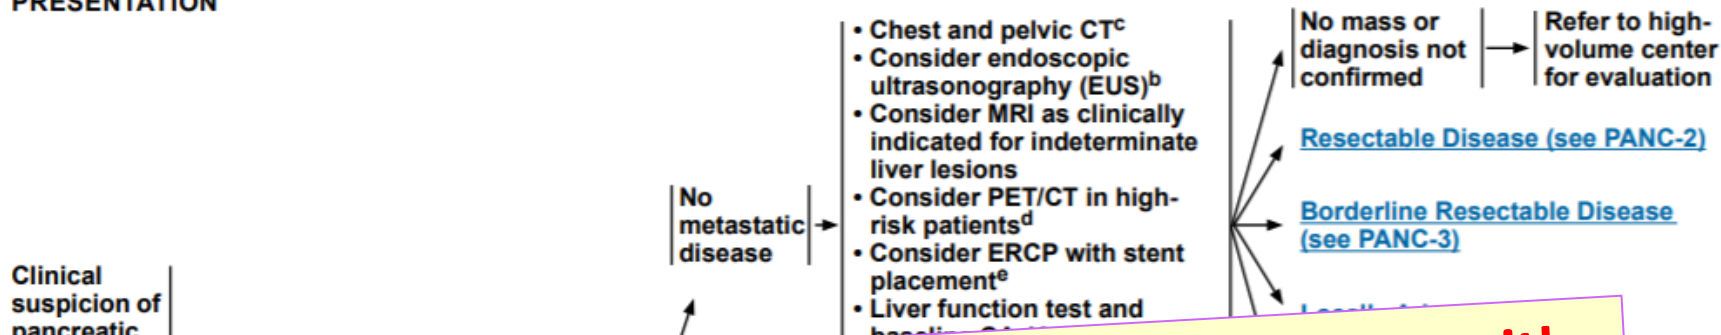 PRESENTATION
Clinical
suspicion of
pancreatic
No
metastatic
disease
• Chest and pelvic CTc
• Consider endoscopic
ultrasonography (EUS)b
• Consider MRI as clinically
indicated for indeterminate
liver lesions
• Consider PET/CT in high-
risk patientsd
• Consider ERCP with stent
placemente
• Liver function test and
No mass or
diagnosis not
confirmed
Refer to high-
volume center
for evaluation
Resectable Disease (see PANC-2)
Borderline Resectable Disease
(see PANC-3)